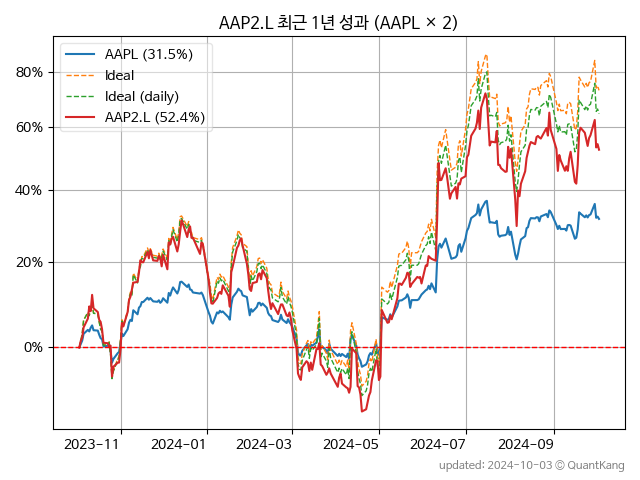 AAP2.L 최근 1년 성과 (AAPL × 2)
AAPL (31.5%)
Ideal
Ideal (daily)
AAP2.L (52.4%)
80%
60%
40%
20%
0%
2023-11 2024-01 2024-03 2024-05 2024-07 2024-09
updated: 2024-10-03 © QuantKang